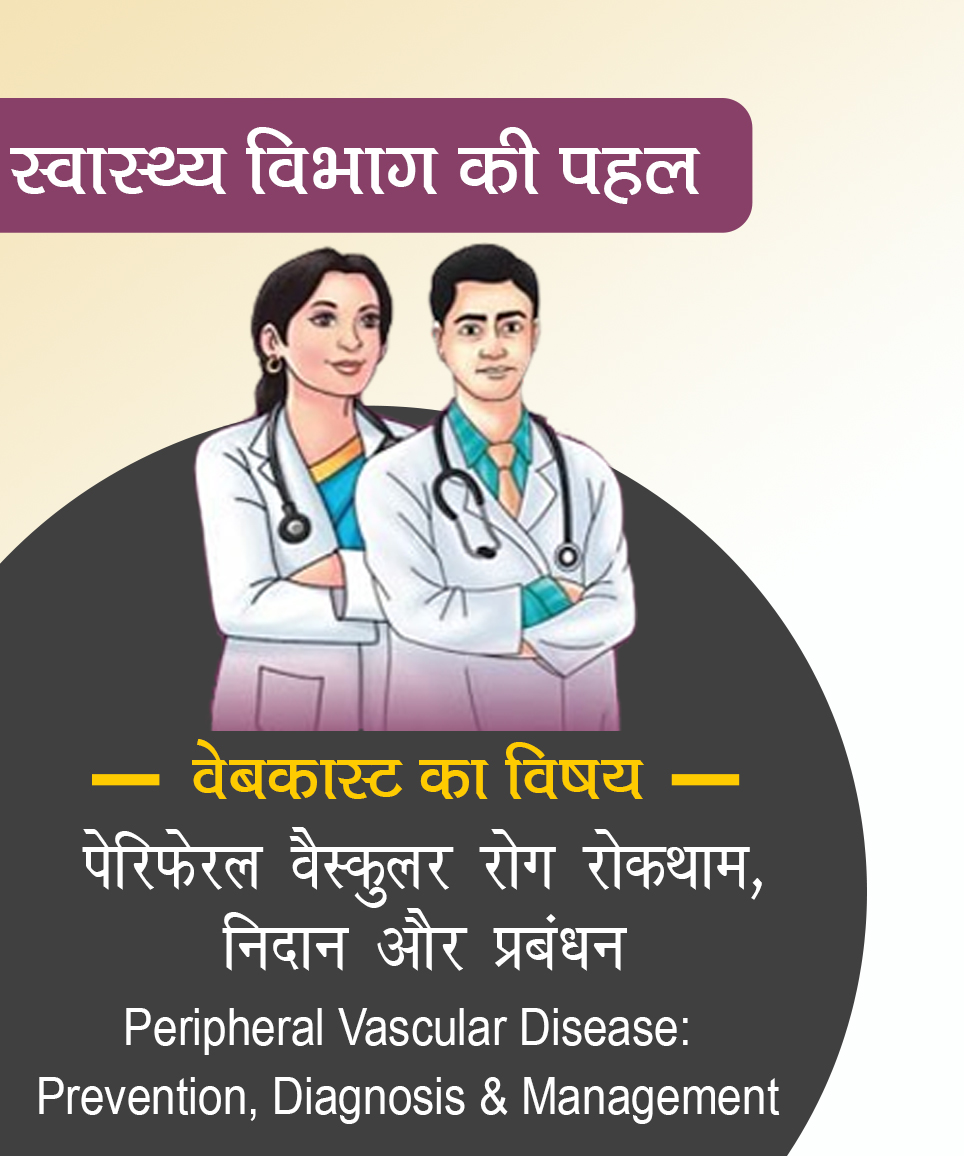 स्वास्थ्य विभाग की पहल
वेबकास्ट का विषय
पेरिफेरल वैस्कुलर रोग रोकथाम,
निदान और प्रबंधन
Peripheral Vascular Disease:
Prevention, Diagnosis & Management